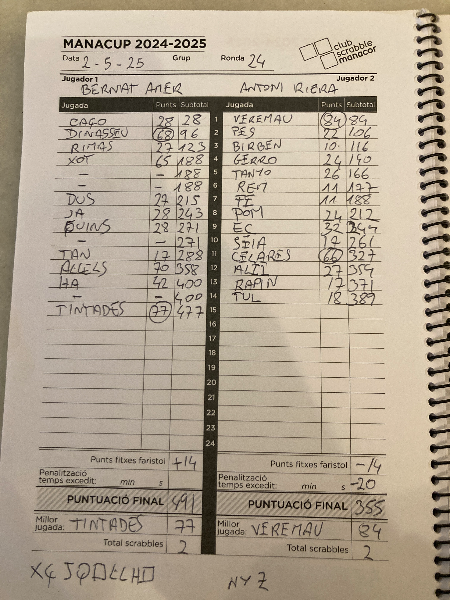 MANACUP 2024-2025
Data 2-5-25 Grup Ronda 24
club scrabble manacor
Jugador 1 Jugador 2
BERNAT AMER ANTONI RIERA
Jugada Punts Subtotal Jugada Punts Subtotal
CAGO 28 28 1 VEREMAU 84 84
DINASSEU 68 96 2 PES 22 106
RIMAS 27 123 3 BIRBEN 10 116
XOT 65 188 4 GERRO 24 140
– – 188 5 TANYO 26 166
– – 188 6 REM 11 177
DUS 27 215 7 FE 11 188
JA 28 243 8 POM 24 212
QUINS 28 271 9 EC 32 244
– – 271 10 SEIA 17 261
TAN 17 288 11 CELARES 66 327
ALLELS 70 358 12 27 354
HA 42 400 13 RAPIN 17 371
– – 400 14 TUL 18 389
TINTADES 77 477 15
16
17
18
19
20
21
22
23
24
Punts fitxes faristol +14 Punts fitxes faristol -14
Penalització temps excedit: min s Penalització temps excedit: min s -20
PUNTUACIÓ FINAL 491 PUNTUACIÓ FINAL 355
Millor jugada: TINTADES 77 Millor jugada: VEREMAU 84
Total scrabbles 2 Total scrabbles 2
NY Z